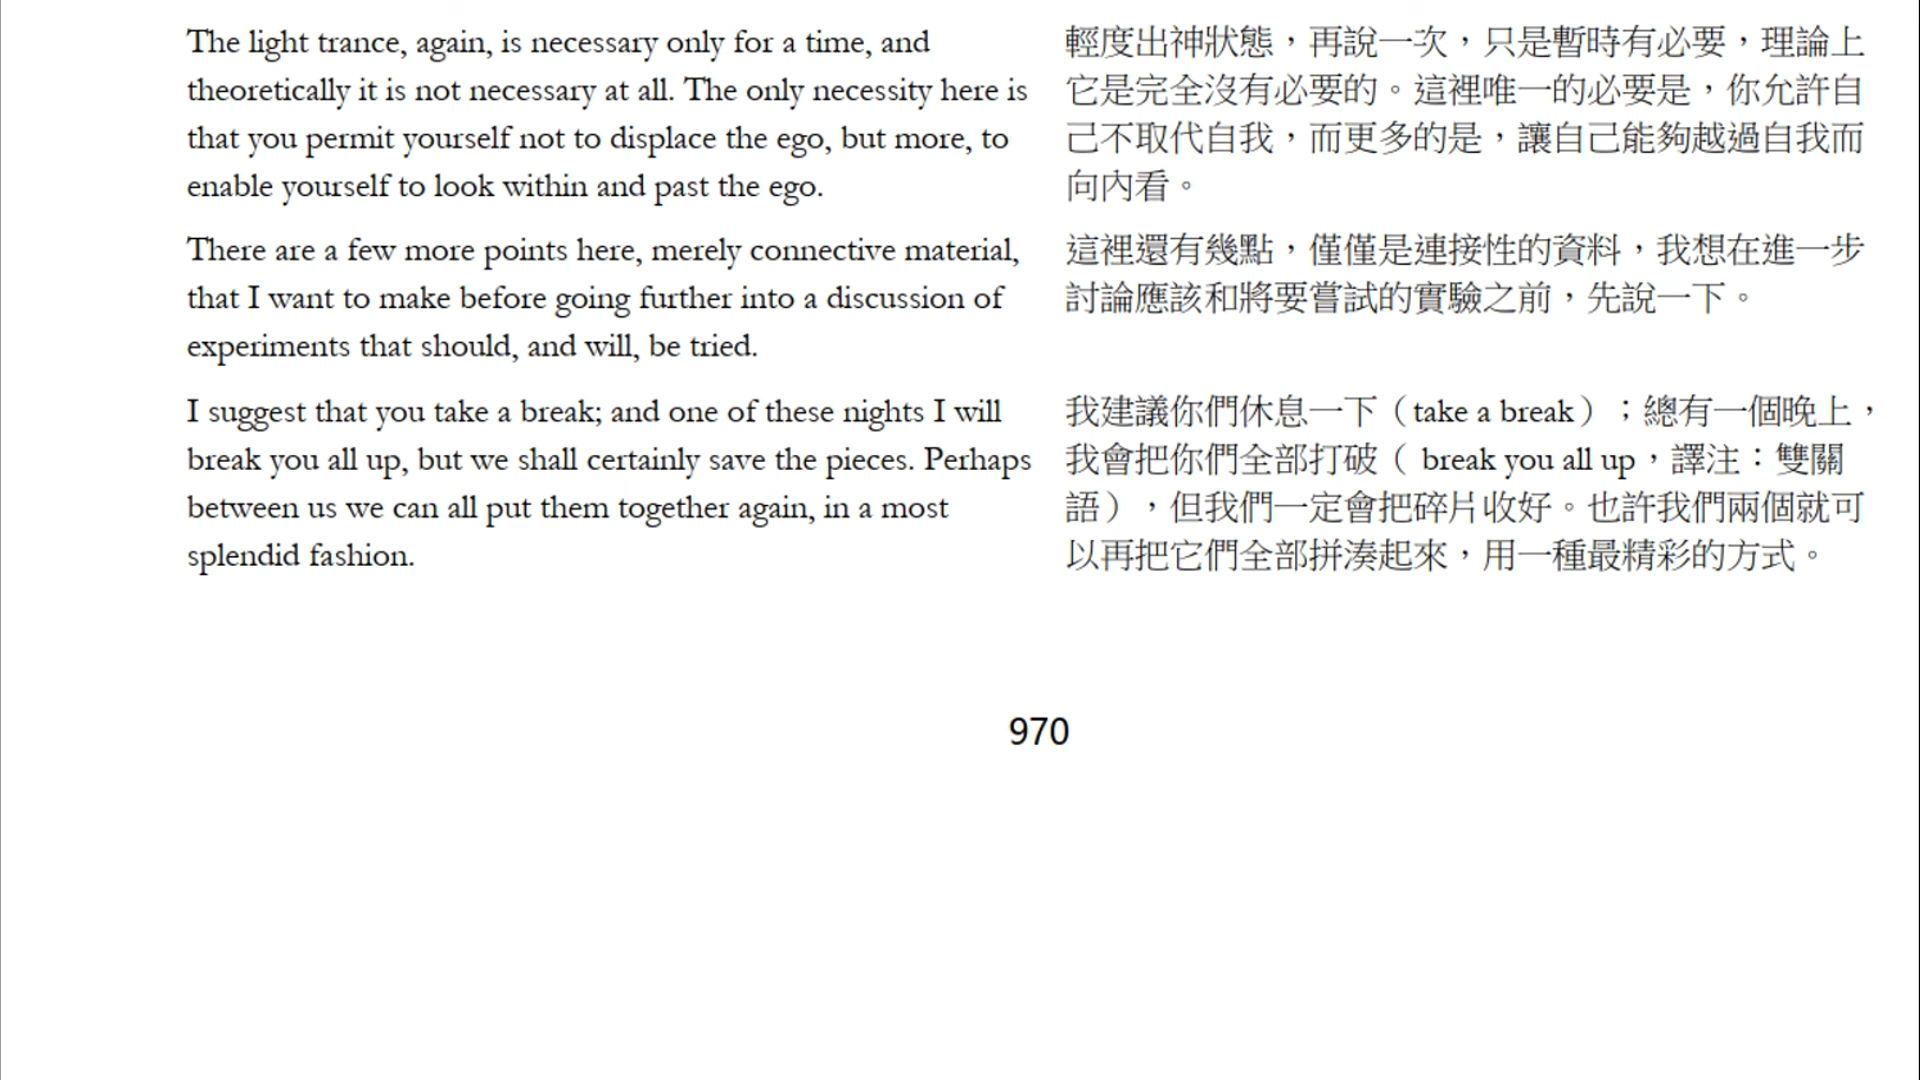 The light trance, again, is necessary only for a time, and
theoretically it is not necessary at all. The only necessity here is
that you permit yourself not to displace the ego, but more, to
enable yourself to look within and past the ego.
There are a few more points here, merely connective material,
that I want to make before going further into a discussion of
experiments that should, and will, be tried.
I suggest that you take a break; and one of these nights I will
break you all up, but we shall certainly save the pieces. Perhaps
between us we can all put them together again, in a most
splendid fashion.
輕度出神狀態，再說一次，只是暫時有必要，理論上
它是完全沒有必要的。這裡唯一的必要是，你允許自
己不取代自我，而更多的是，讓自己能夠越過自我而
向內看。
這裡還有幾點，僅僅是連接性的資料，我想在進一步
討論應該和將要嘗試的實驗之前，先說一下。
我建議你們休息一下（take a break）；總有一個晚上，
我會把你們全部打破（ break you all up，譯注：雙關
語），但我們一定會把碎片收好。也許我們兩個就可
以再把它們全部拼湊起來，用一種最精彩的方式。
970